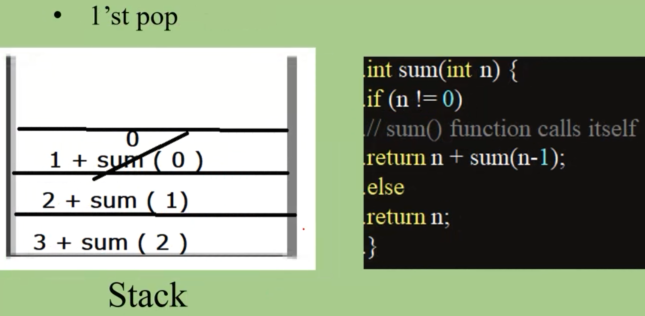 • 1’st pop
0
1 + sum ( 0 )
2 + sum ( 1)
3 + sum ( 2 )
Stack
.int sum(int n) {
.if (n != 0)
.// sum() function calls itself
.return n + sum(n-1);
.else
.return n;
.}